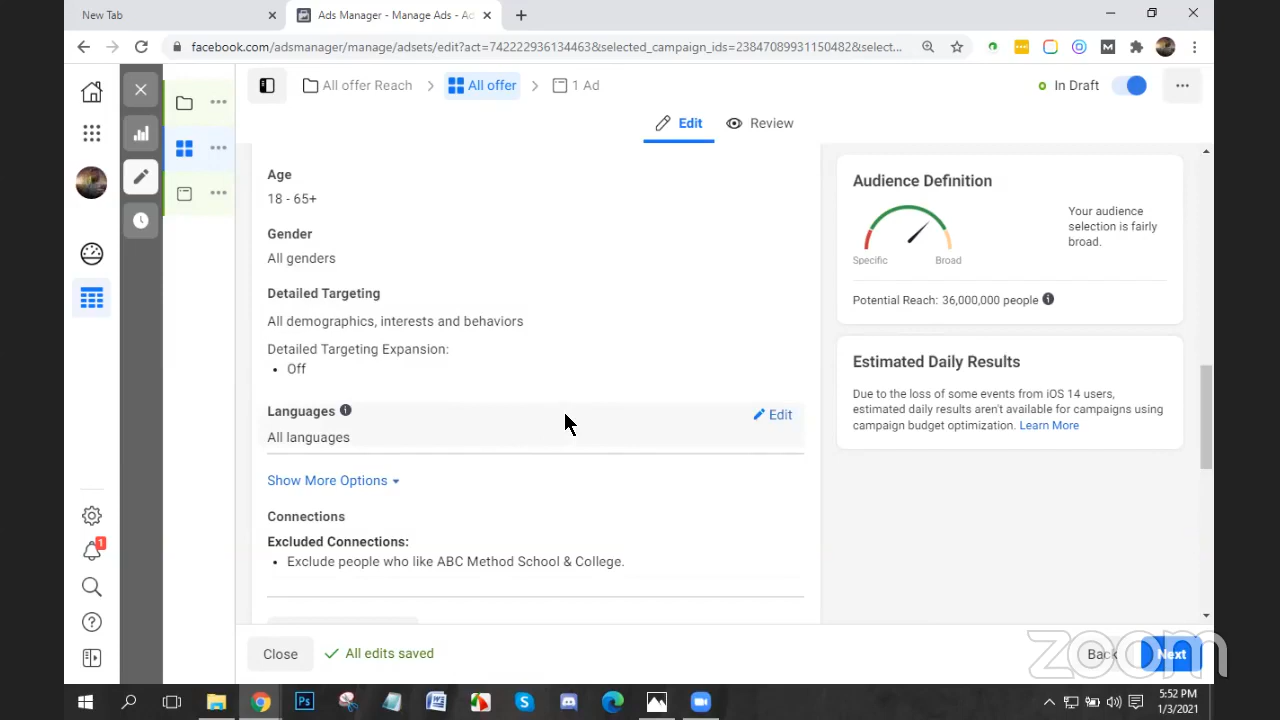 New Tab
Ads Manager - Manage Ads - Ac
facebook.com/adsmanager/manage/adsets/edit?act=742222936134463&selected_campaign_ids=23847089931150482&select...
All offer Reach
All offer
1 Ad
In Draft
Edit
Review
Age
18 - 65+
Gender
All genders
Detailed Targeting
All demographics, interests and behaviors
Detailed Targeting Expansion:
Off
Languages
Edit
All languages
Show More Options
Connections
Excluded Connections:
Exclude people who like ABC Method School & College.
Audience Definition
Specific
Broad
Your audience
selection is fairly
broad.
Potential Reach: 36,000,000 people
Estimated Daily Results
Due to the loss of some events from iOS 14 users,
estimated daily results aren't available for campaigns using
campaign budget optimization. Learn More
1
Close
All edits saved
Back
Next
zoom
5:52 PM
1/3/2021